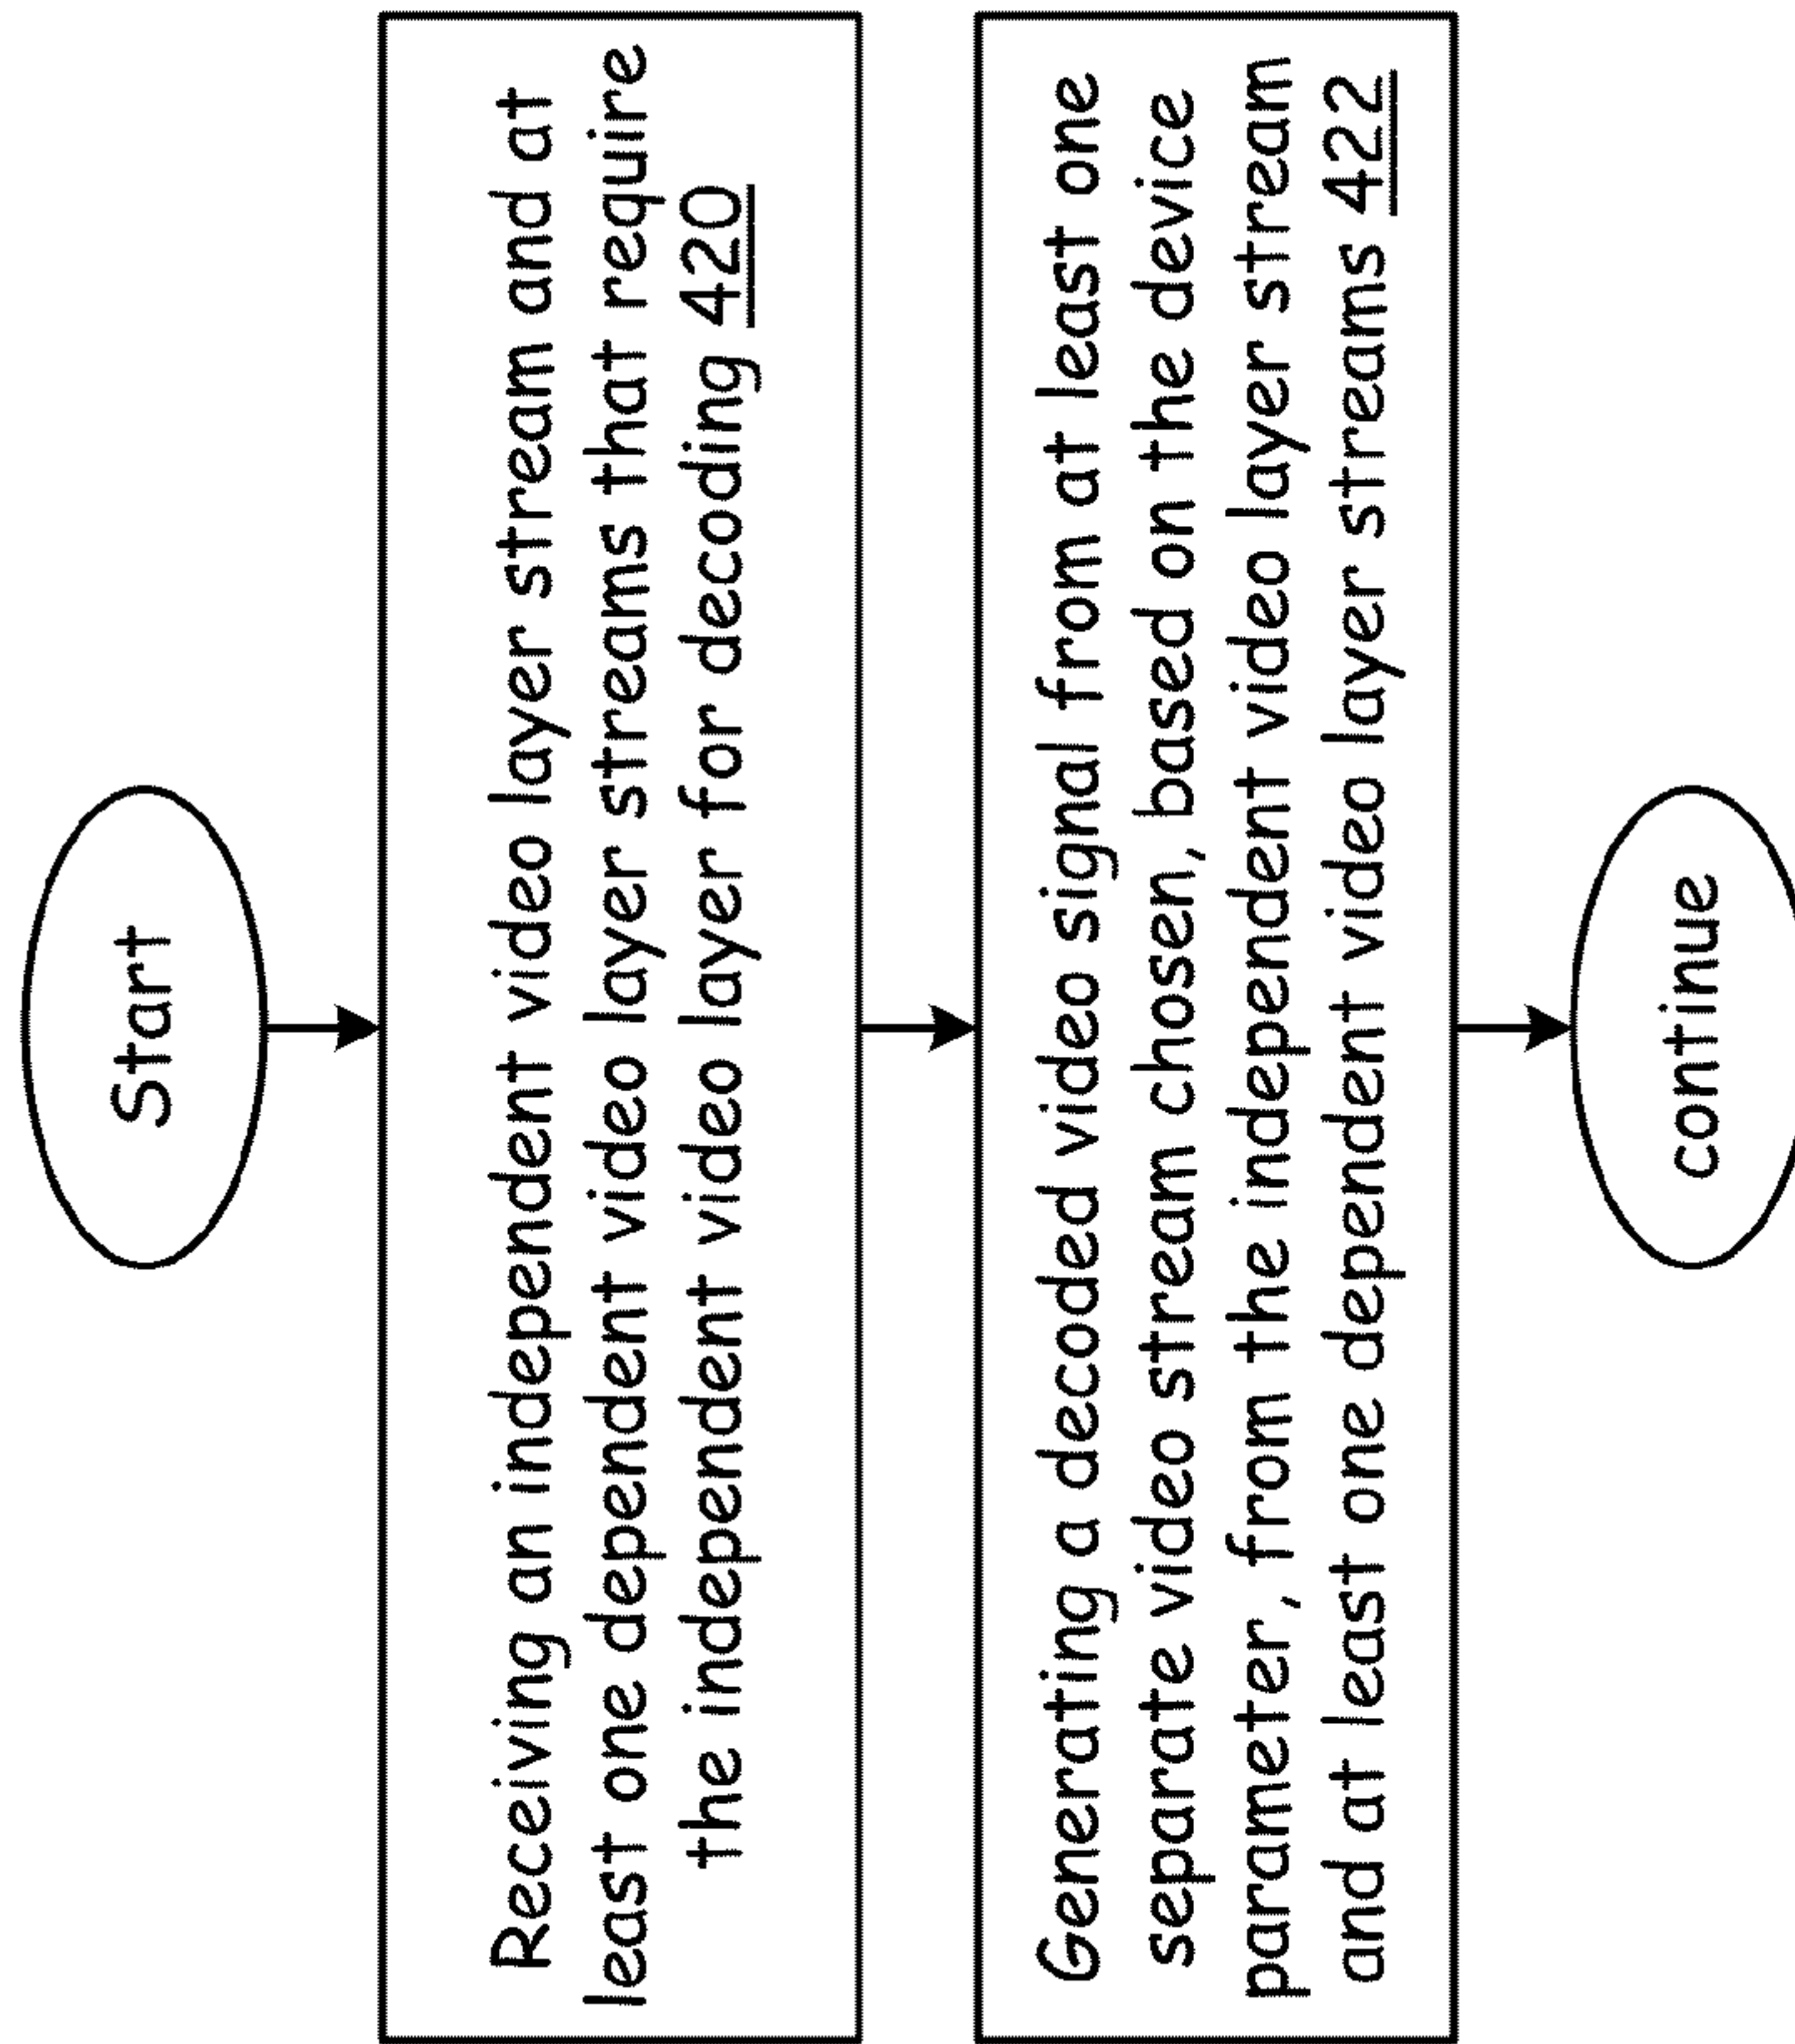 Start
Receiving an independent video layer stream and at
least one dependent video layer streams that require
the independent video layer for decoding 420
Generating a decoded video signal from at least one
separate video stream chosen, based on the device
parameter, from the independent video layer stream
and at least one dependent video layer streams 422
continue